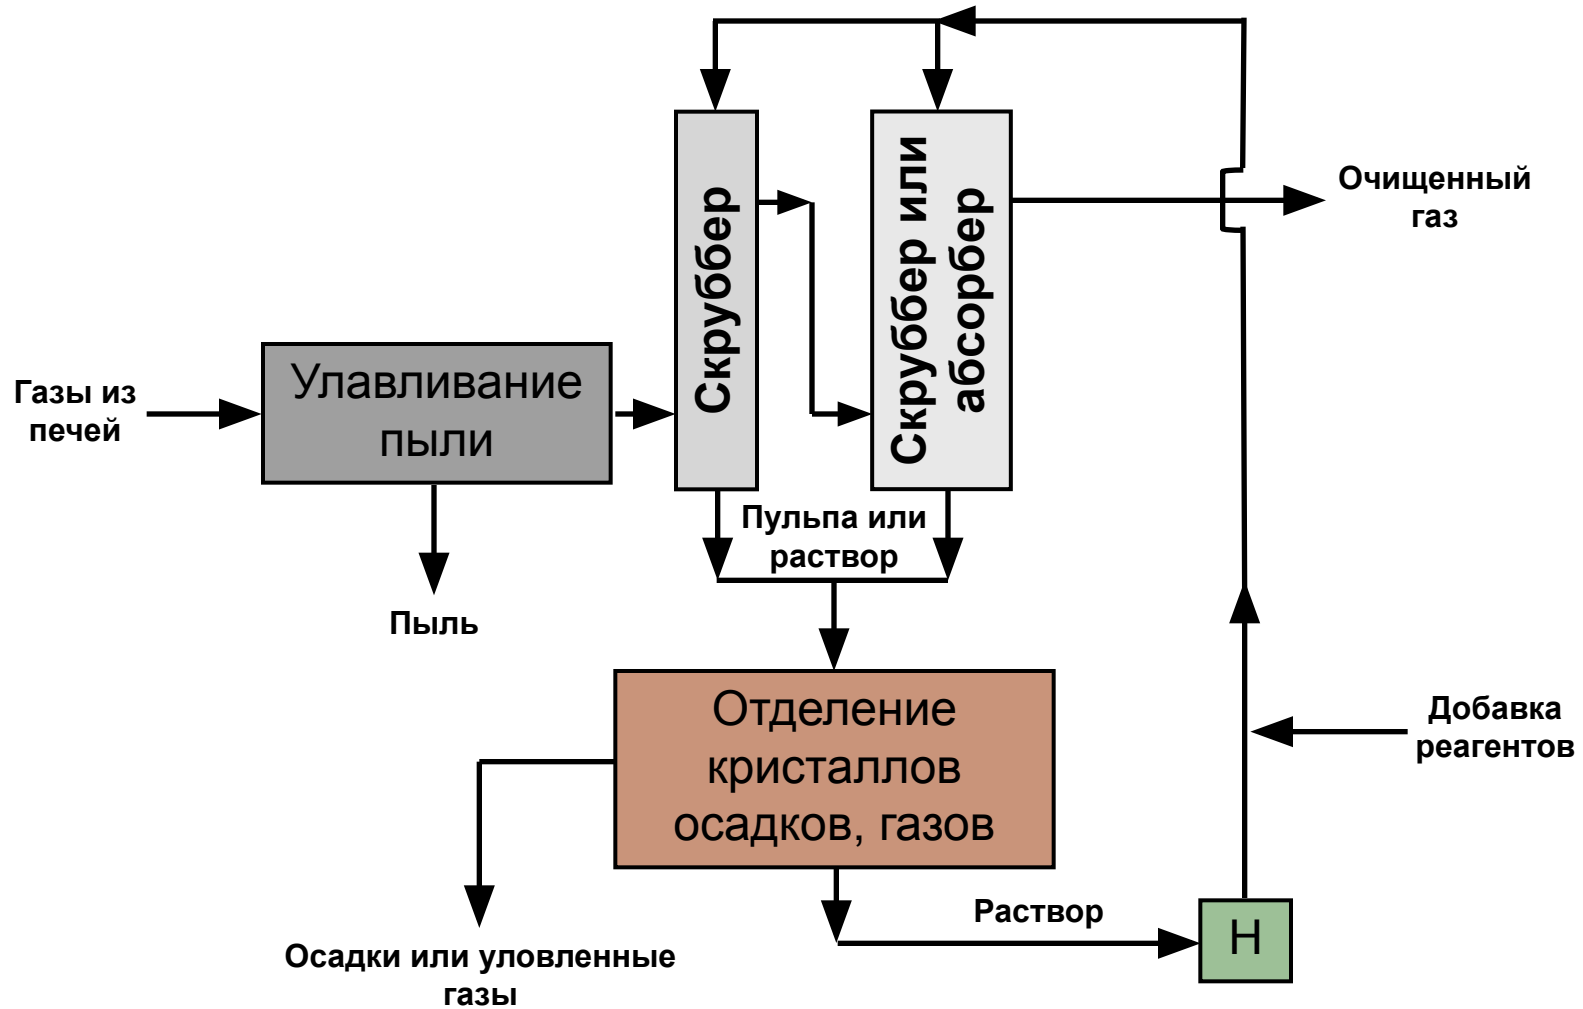 Очищенный
газ
Скруббер
Скруббер или
абсорбер
Газы из
печей
Улавливание
пыли
Пульпа или
раствор
Пыль
Отделение
кристаллов
осадков, газов
Добавка
реагентов
Раствор
Н
Осадки или уловленные
газы